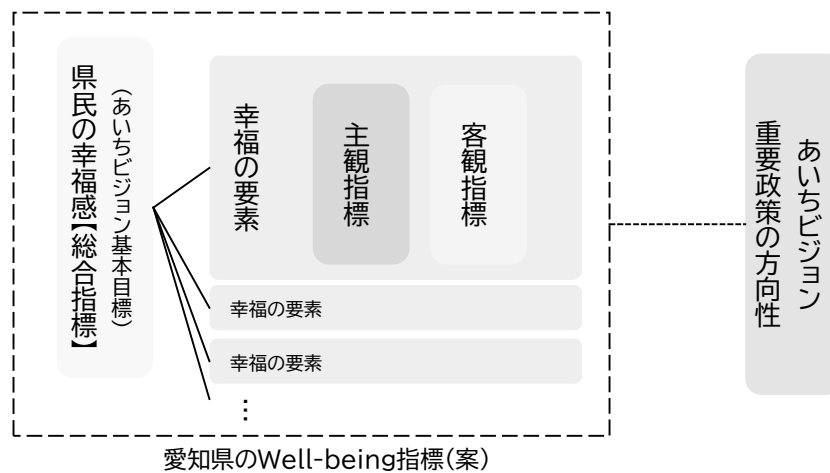 県民の幸福感【総合指標】
（あいちビジョン基本目標）
幸福の要素
主観指標
客観指標
幸福の要素
幸福の要素
…
あいちビジョン
重要政策の方向性
愛知県のWell-being指標(案)